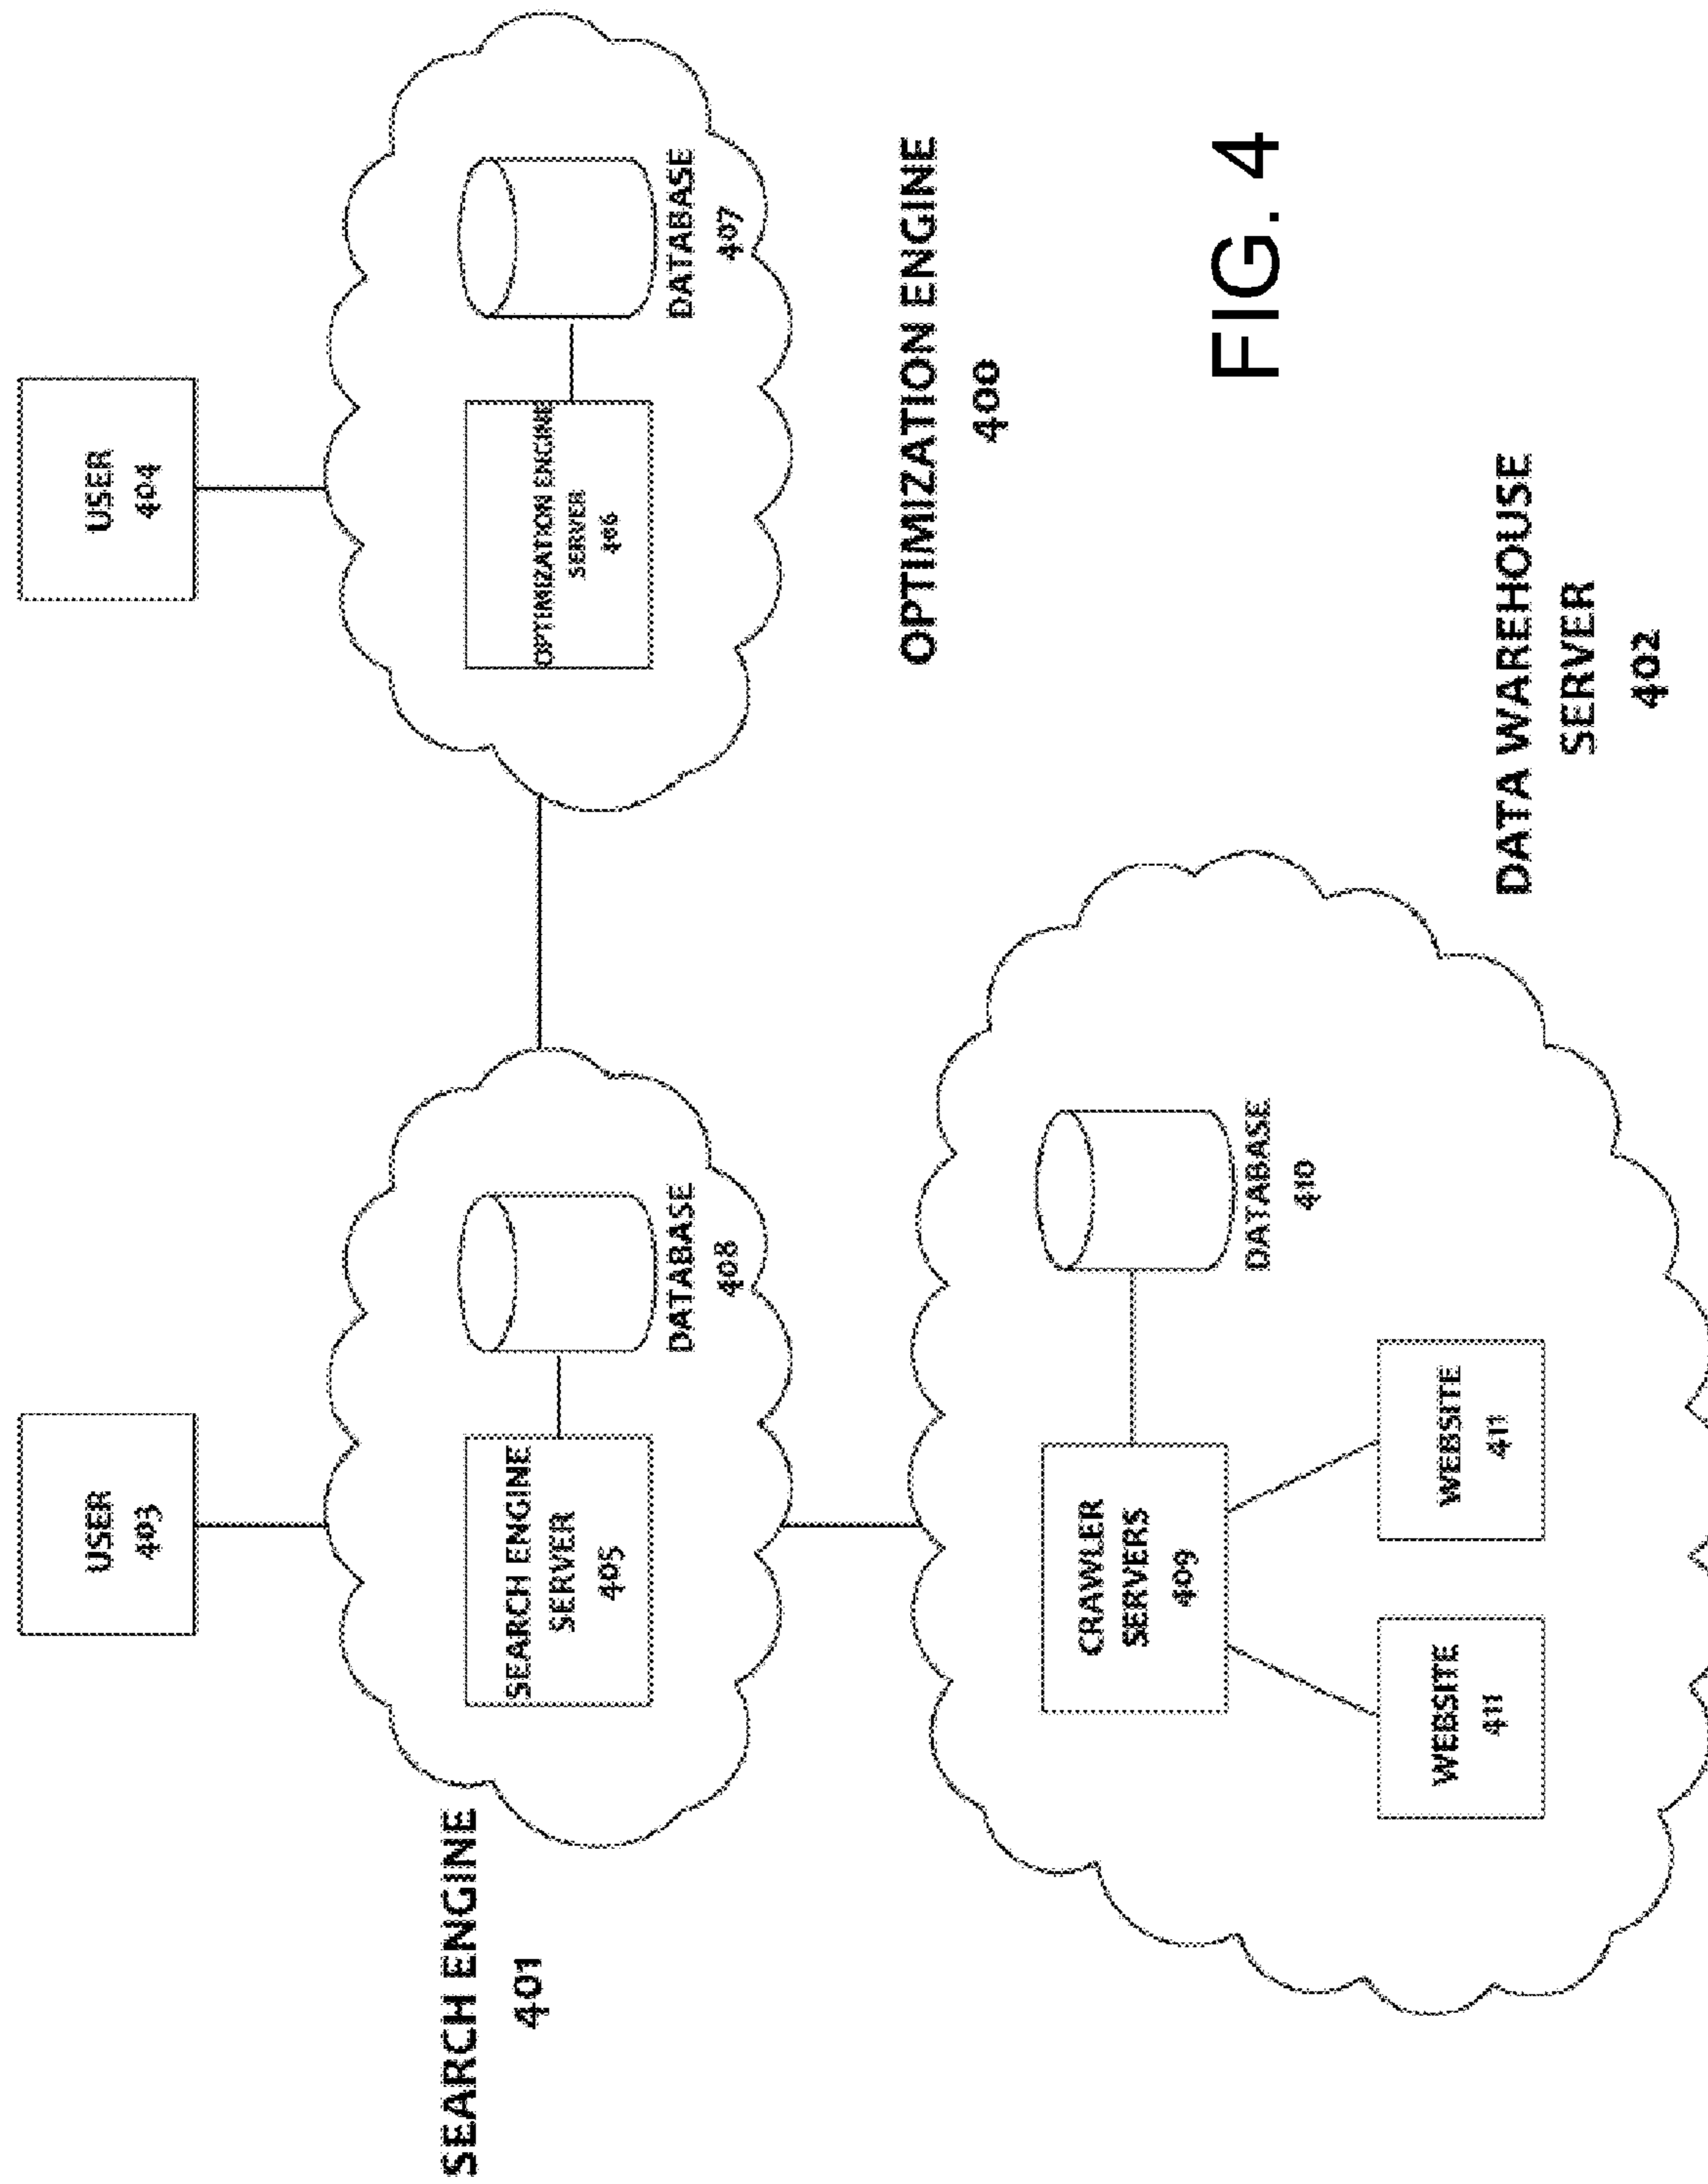 USER
403
USER
404
SEARCH ENGINE
401
SEARCH ENGINE
SERVER
405
DATABASE
408
OPTIMIZATION ENGINE
SERVER
406
DATABASE
407
OPTIMIZATION ENGINE
400
CRAWLER
SERVERS
409
DATABASE
410
WEBSITE
411
WEBSITE
411
FIG. 4
DATA WAREHOUSE
SERVER
402